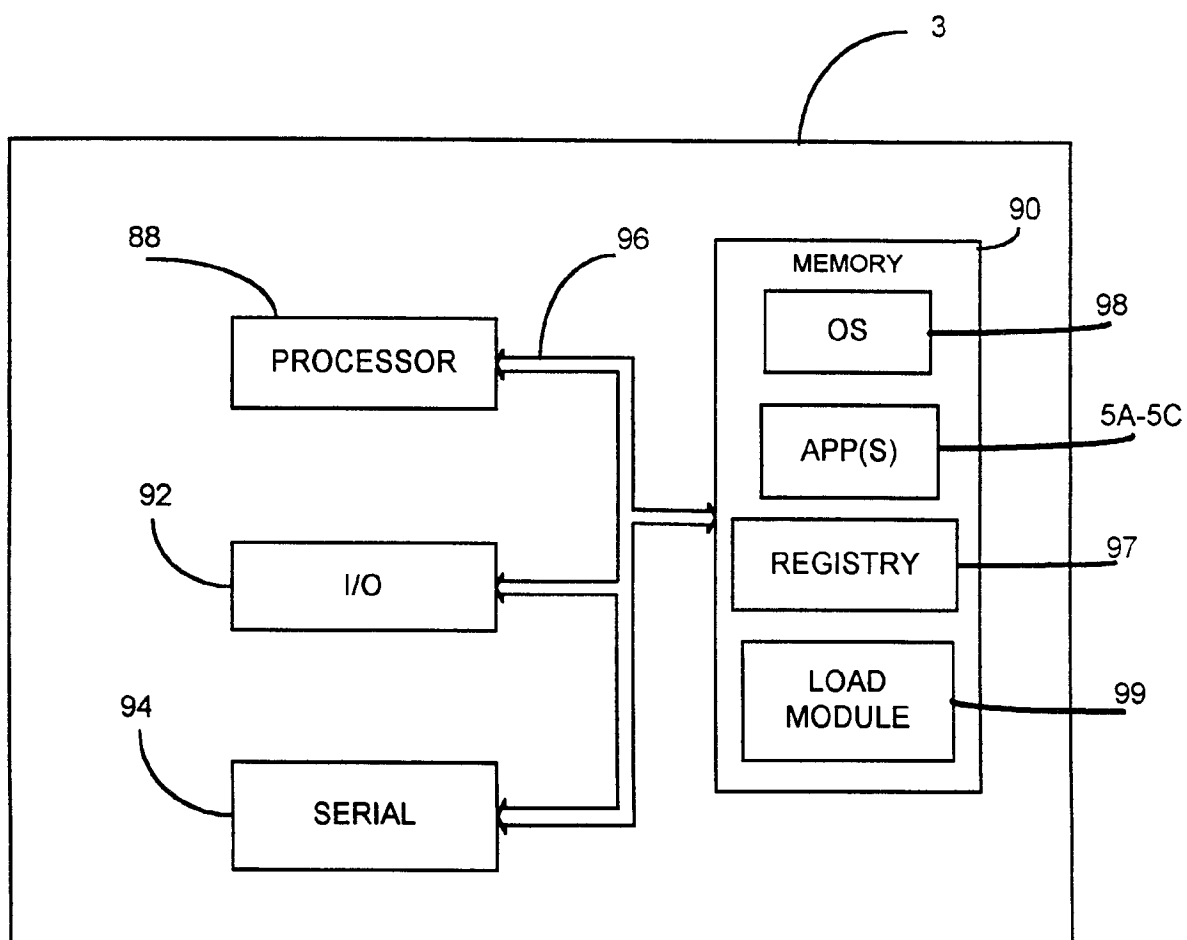 3
88
96
90
MEMORY
PROCESSOR
OS
98
APP(S)
5A-5C
92
I/O
REGISTRY
97
94
SERIAL
LOAD
MODULE
99